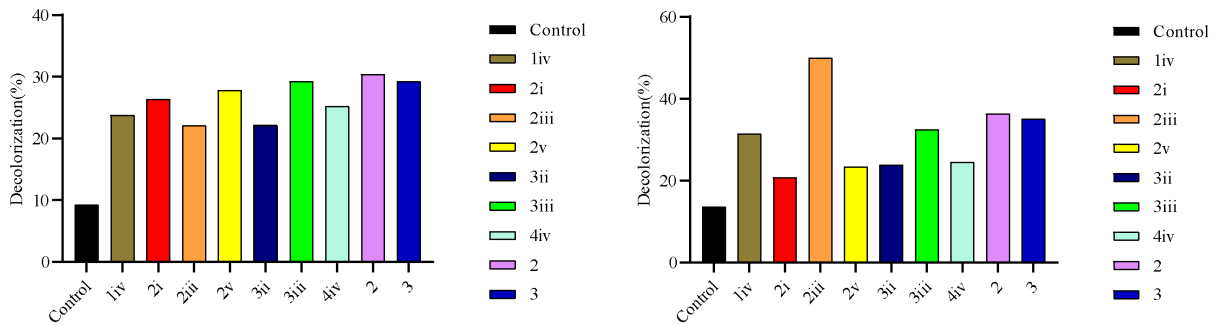 Decolorization(%)
40
30
20
10
0
Control
1iv
2i
2iii
2v
3ii
3iii
4iv
2
3
Control
1iv
2i
2iii
2v
3ii
3iii
4iv
2
3
Decolorization(%)
60
40
20
0
Control
1iv
2i
2iii
2v
3ii
3iii
4iv
2
3
Control
1iv
2i
2iii
2v
3ii
3iii
4iv
2
3